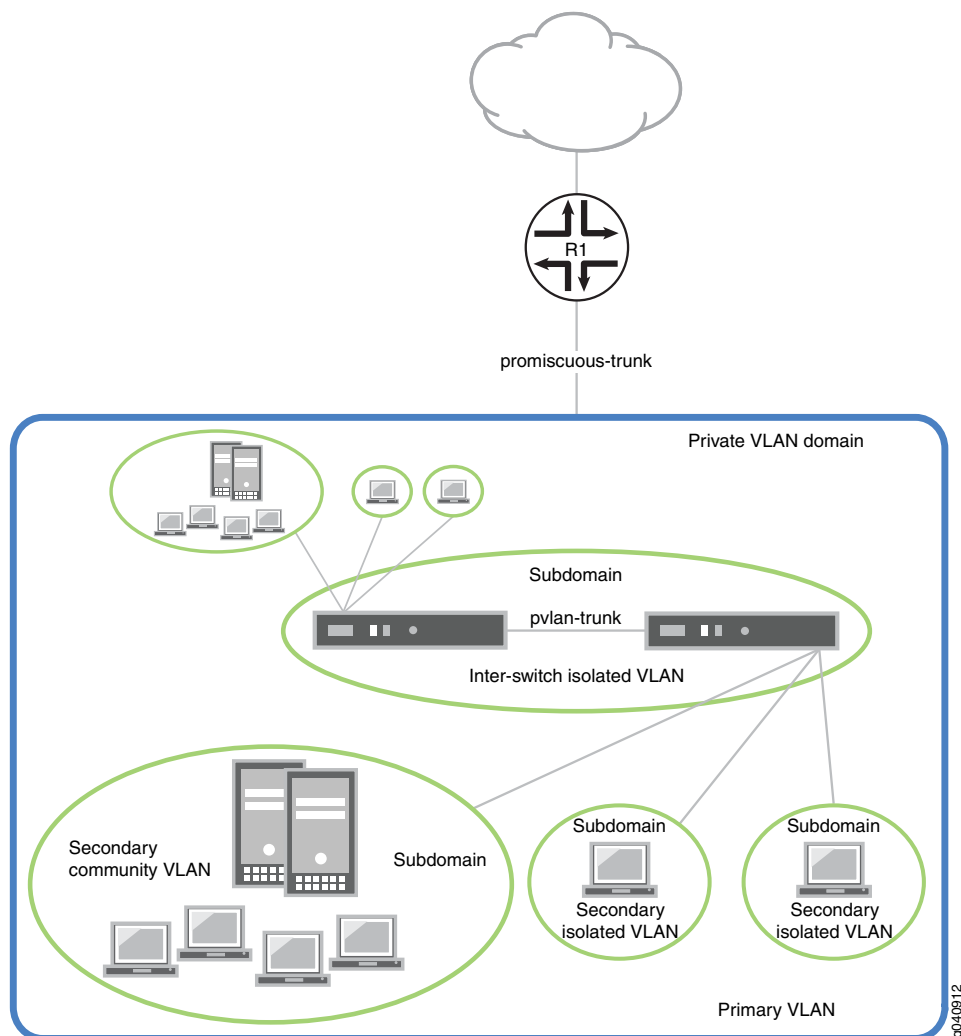 R1
promiscuous-trunk
Private VLAN domain
Subdomain
pvlan-trunk
Inter-switch isolated VLAN
Secondary
community VLAN
Subdomain
Subdomain
Secondary
isolated VLAN
Subdomain
Secondary
isolated VLAN
Primary VLAN
g040912